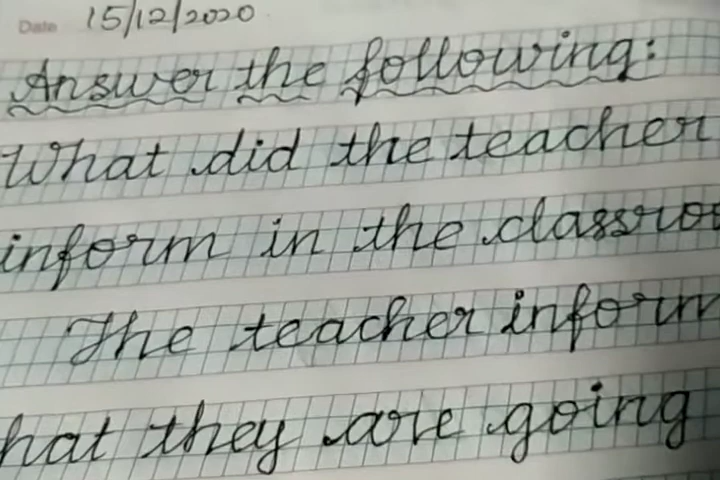 Date 15/12/2020
Answer the following:
What did the teacher
inform in the classroo
The teacher inform
hat they are going